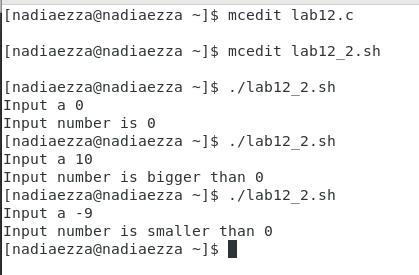 [nadiaezza@nadiaezza ~]$ mcedit lab12.c
[nadiaezza@nadiaezza ~]$ mcedit lab12_2.sh
[nadiaezza@nadiaezza ~]$ ./lab12_2.sh
Input a 0
Input number is 0
[nadiaezza@nadiaezza ~]$ ./lab12_2.sh
Input a 10
Input number is bigger than 0
[nadiaezza@nadiaezza ~]$ ./lab12_2.sh
Input a -9
Input number is smaller than 0
[nadiaezza@nadiaezza ~]$